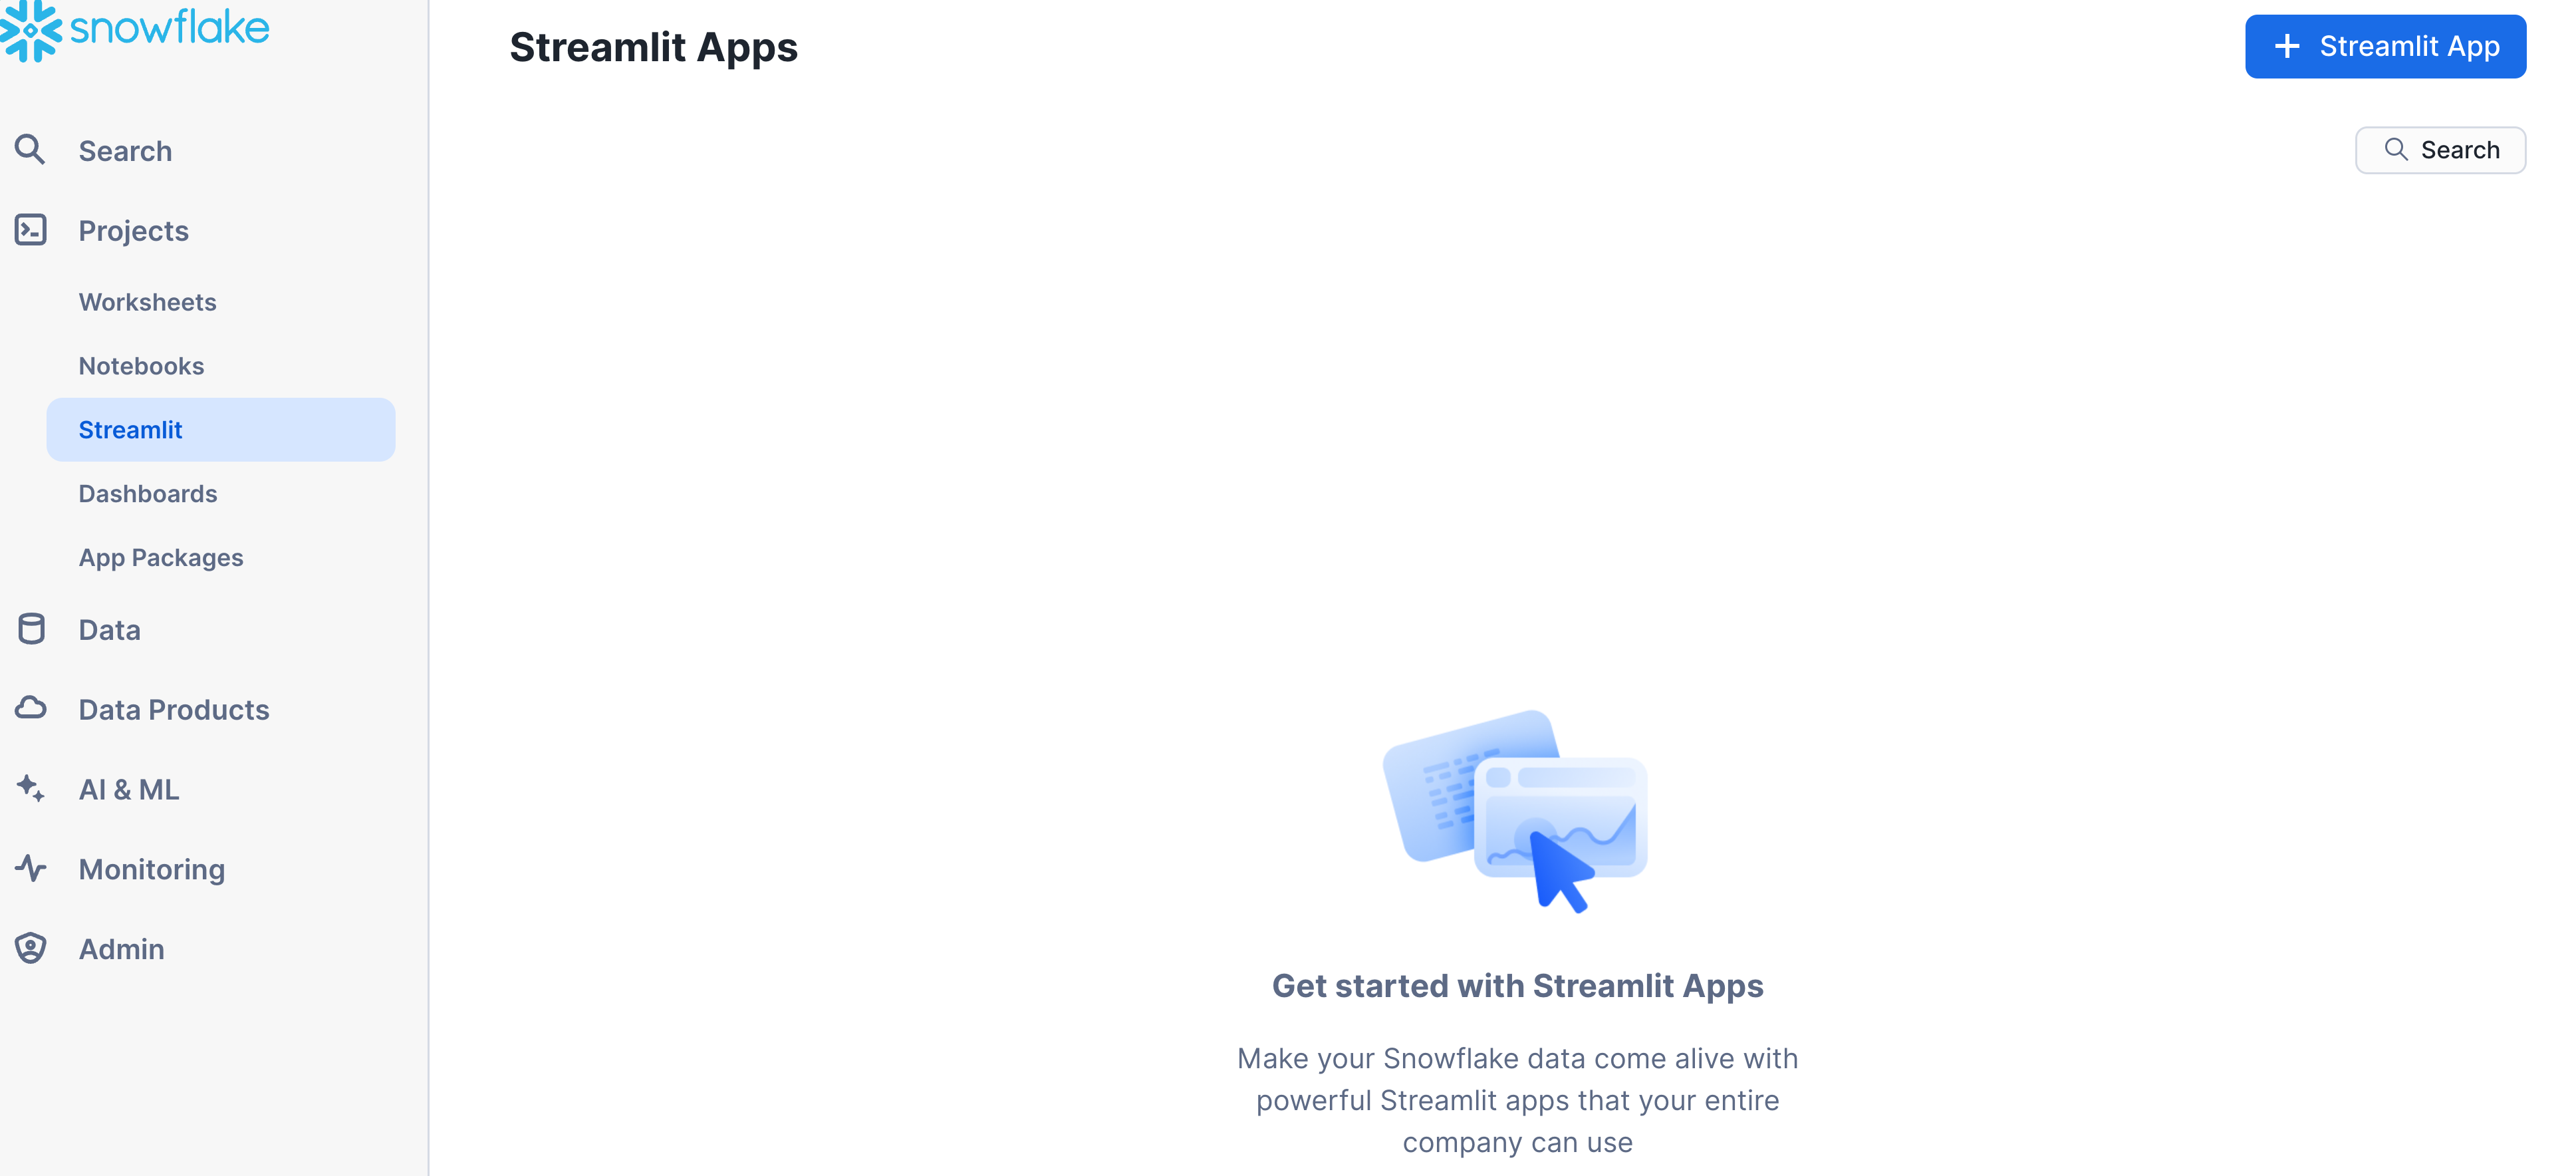 snowflake
Search
Projects
Worksheets
Notebooks
Streamlit
Dashboards
App Packages
Data
Data Products
AI & ML
Monitoring
Admin
Streamlit Apps
+ Streamlit App
Search
Get started with Streamlit Apps
Make your Snowflake data come alive with
powerful Streamlit apps that your entire
company can use